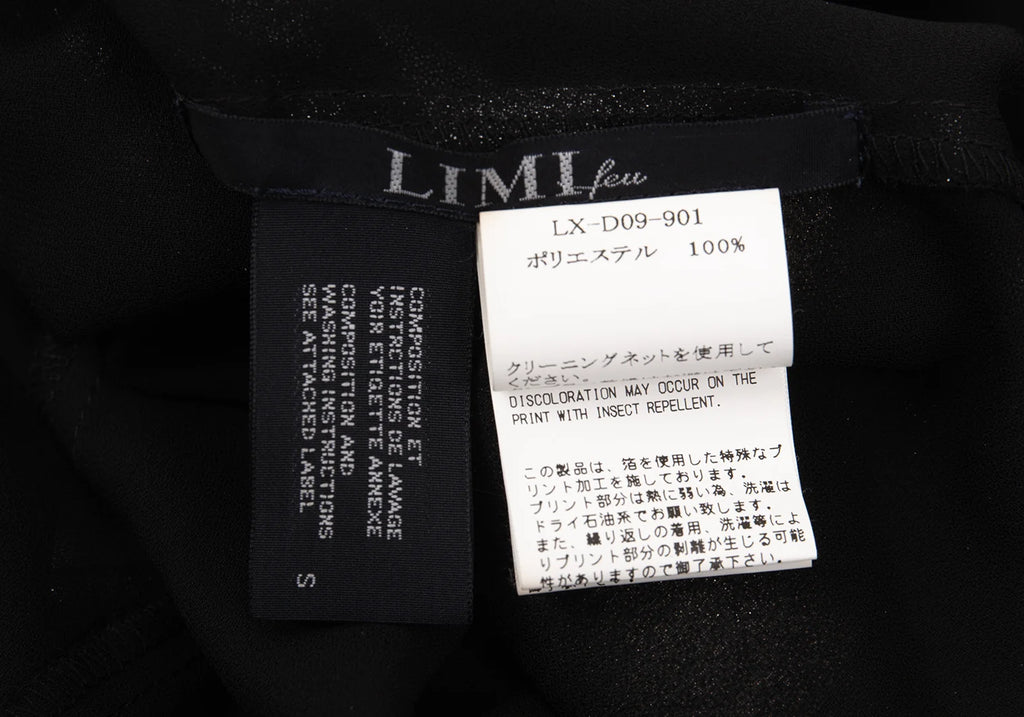 LIMI feu
COMPOSITION ET
INSTRCTIONS DE LAVAGE
VOIR ETIGETTE ANNEXE
COMPOSITION AND
WASHING INSTRUCTIONS
SEE ATTACHED LABEL
S
LX-D09-901
ポリエステル 100%
クリーニングネットを使用して
ください。
DISCOLORATION MAY OCCUR ON THE
PRINT WITH INSECT REPELLENT.
この製品は、箔を使用した特殊なプ
リント加工を施しております。
プリント部分は熱に弱い為、洗濯は
ドライ石油系でお願い致します。
また、繰り返しの着用、洗濯等によ
りプリント部分の剥離が生じる可能
性がありますので御了承下さい。